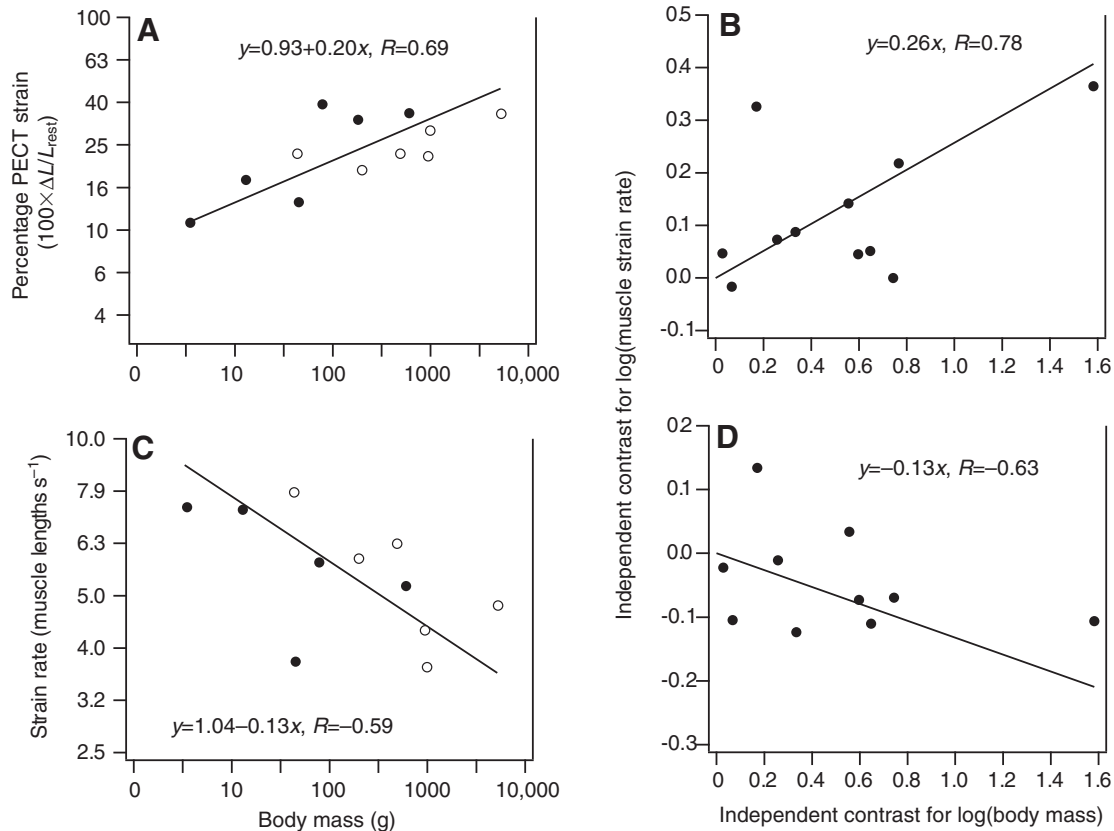 A
y=0.93+0.20x, R=0.69
Percentage PECT strain
(100×ΔL/Lrest)
100
63
40
25
16
10
6
4
0 10 100 1000 10,000
B
y=0.26x, R=0.78
Independent contrast for log(muscle strain rate)
0.5
0.4
0.3
0.2
0.1
0.0
-0.1
0 0.2 0.4 0.6 0.8 1.0 1.2 1.4 1.6
C
y=1.04–0.13x, R=–0.59
Strain rate (muscle lengths s–1)
10.0
7.9
6.3
5.0
4.0
3.2
2.5
0 10 100 1000 10,000
Body mass (g)
D
y=–0.13x, R=–0.63
0.2
0.1
0.0
-0.1
-0.2
-0.3
0 0.2 0.4 0.6 0.8 1.0 1.2 1.4 1.6
Independent contrast for log(body mass)